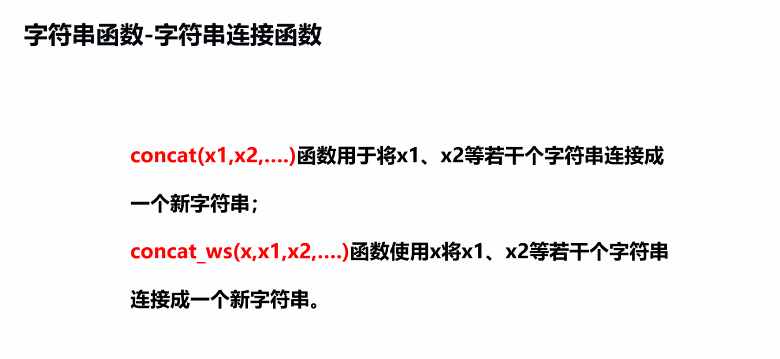 字符串函数-字符串连接函数
concat(x1,x2,....)函数用于将x1、x2等若干个字符串连接成
一个新字符串；
concat_ws(x,x1,x2,....)函数使用x将x1、x2等若干个字符串
连接成一个新字符串。